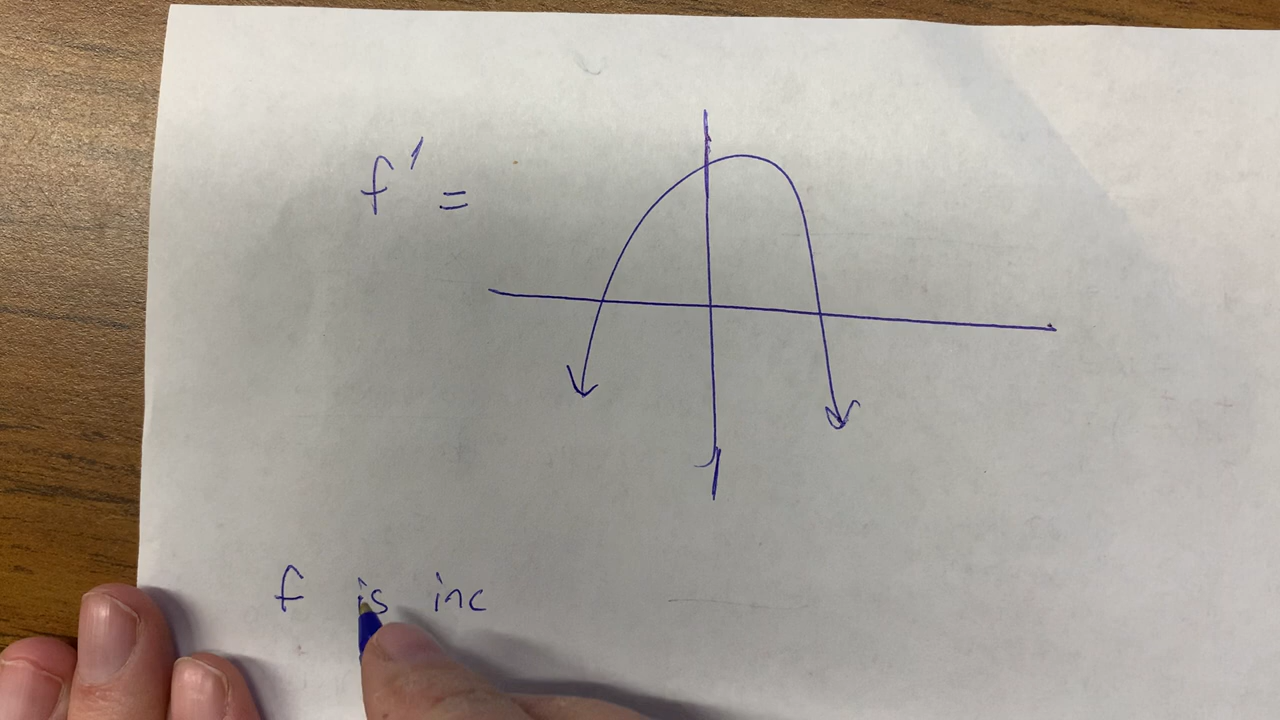 f' =
f is inc